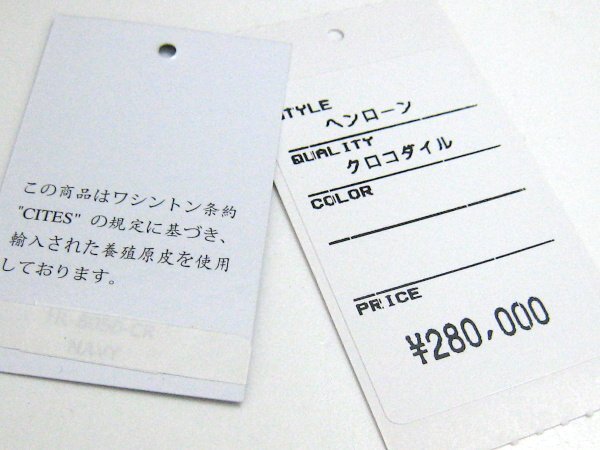 この商品はワシントン条約
"CITES" の規定に基づき、
輸入された養殖原皮を使用
しております。
NAVY
STYLE
ヘンローン
QUALITY
クロコダイル
COLOR
PRICE
¥280,000